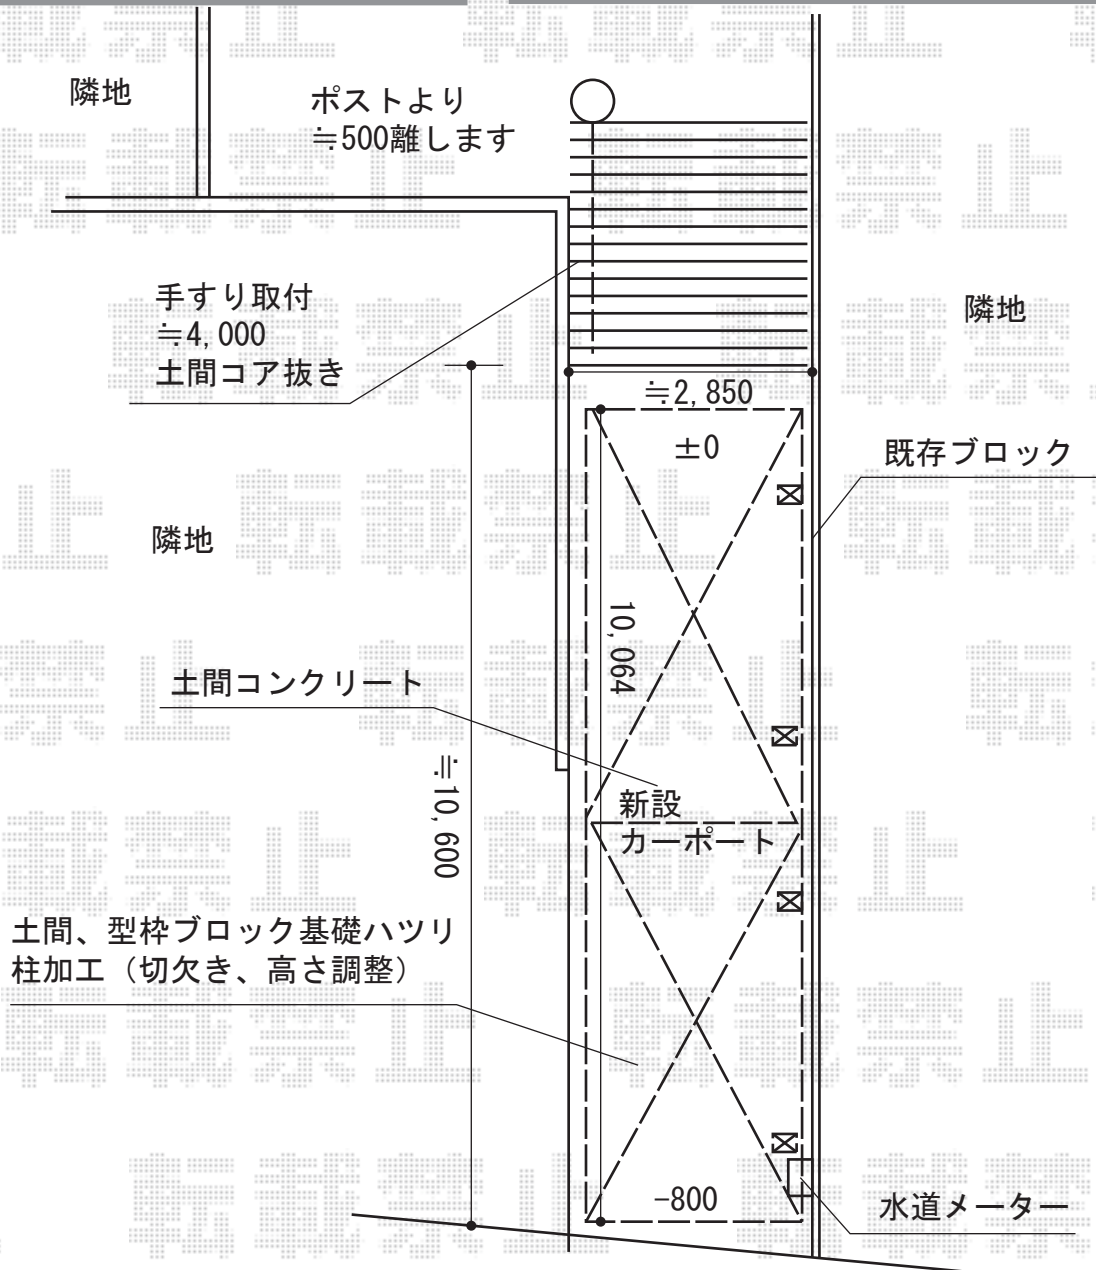 隣地
ポストより
≒500離します
手すり取付
≒4,000
土間コア抜き
隣地
≒2,850
±0
既存ブロック
隣地
10,064
土間コンクリート
≒10,600
新設
カーポート
土間、型枠ブロック基礎ハツリ
柱加工（切欠き、高さ調整）
-800
水道メーター
転載禁止